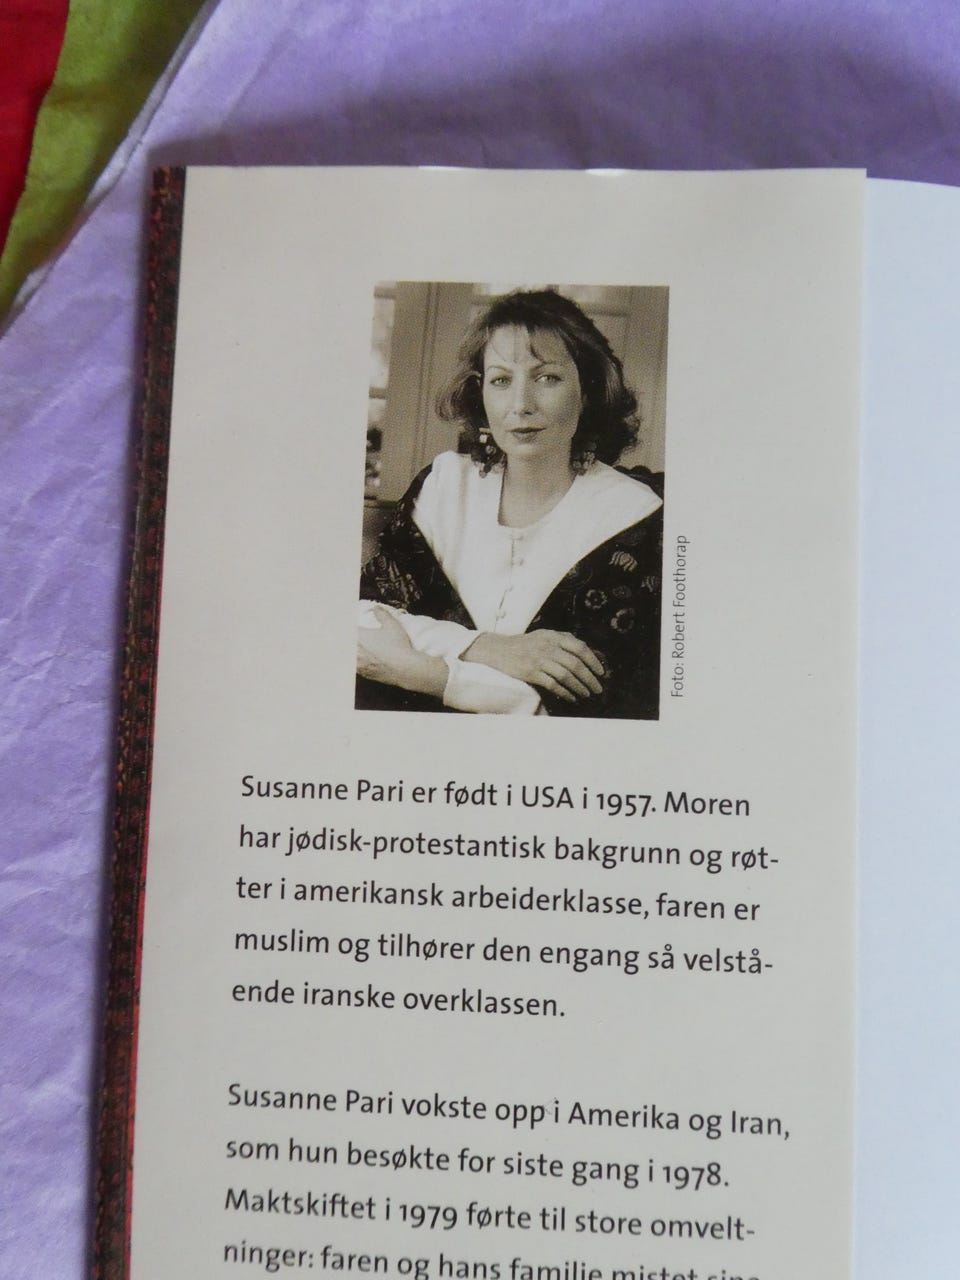 Foto: Robert Foothorap
Susanne Pari er født i USA i 1957. Moren
har jødisk-protestantisk bakgrunn og røt-
ter i amerikansk arbeiderklasse, faren er
muslim og tilhører den engang så velstå-
ende iranske overklassen.
Susanne Pari vokste opp i Amerika og Iran,
som hun besøkte for siste gang i 1978.
Maktskiftet i 1979 førte til store omvelt-
ninger: faren og hans familie mistet sine